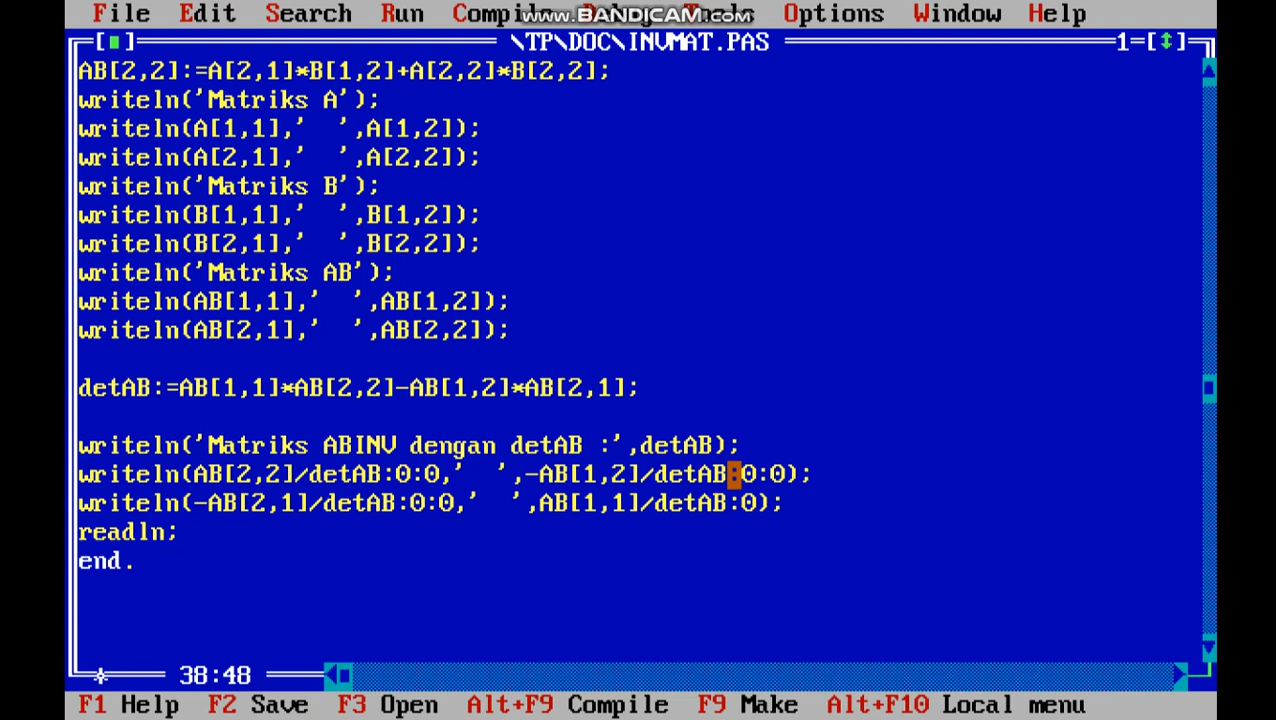 File Edit Search Run Compile Debug Tools Options Window Help
www.BANDICAM.com
[■] \TP\DOC\INVMAT.PAS 1=[↕]
AB[2,2]:=A[2,1]*B[1,2]+A[2,2]*B[2,2];
writeln('Matriks A');
writeln(A[1,1],'  ',A[1,2]);
writeln(A[2,1],'  ',A[2,2]);
writeln('Matriks B');
writeln(B[1,1],'  ',B[1,2]);
writeln(B[2,1],'  ',B[2,2]);
writeln('Matriks AB');
writeln(AB[1,1],'  ',AB[1,2]);
writeln(AB[2,1],'  ',AB[2,2]);
detAB:=AB[1,1]*AB[2,2]-AB[1,2]*AB[2,1];
writeln('Matriks ABINV dengan detAB :',detAB);
writeln(AB[2,2]/detAB:0:0,'  ',-AB[1,2]/detAB:0:0);
writeln(-AB[2,1]/detAB:0:0,'  ',AB[1,1]/detAB:0);
readln;
end.
38:48
F1 Help F2 Save F3 Open Alt+F9 Compile F9 Make Alt+F10 Local menu